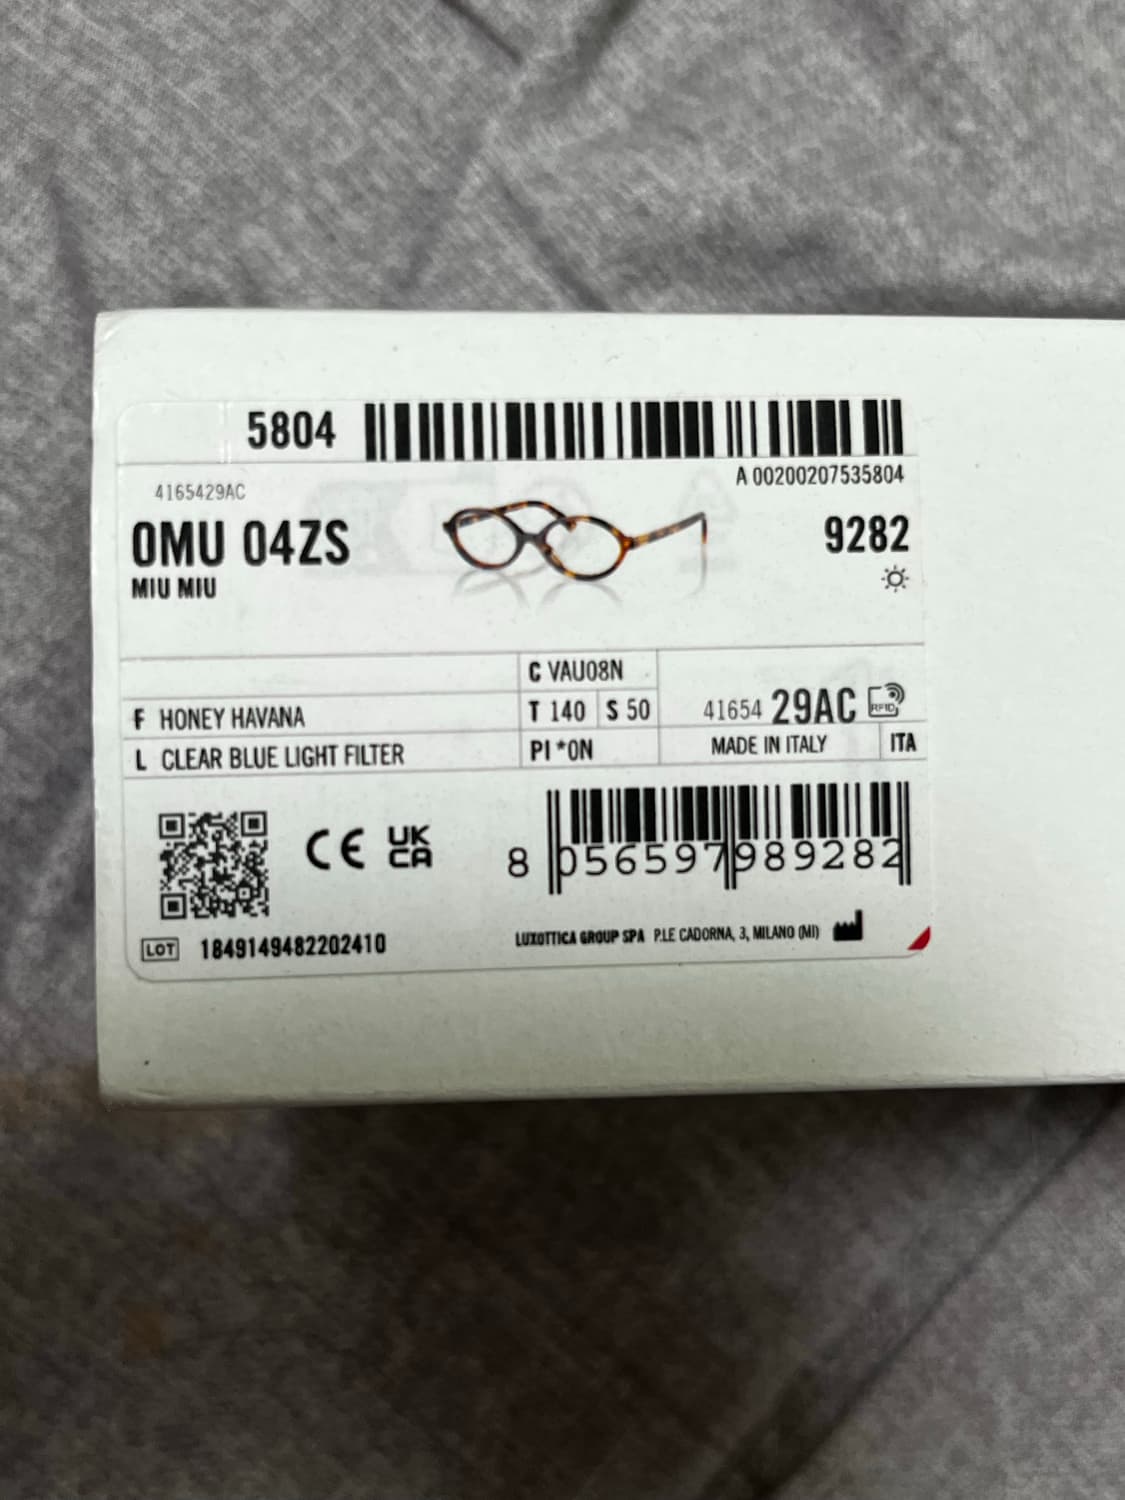 5804
A 00200207535804
4165429AC
0MU 04ZS
9282
MIU MIU
C VAU08N
F HONEY HAVANA
T 140 S 50
41654 29AC RFID
L CLEAR BLUE LIGHT FILTER
PI *0N
MADE IN ITALY
ITA
CE UK CA
8 056597 989282
LOT 1849149482202410
LUXOTTICA GROUP SPA P.LE CADORNA, 3, MILANO (MI)